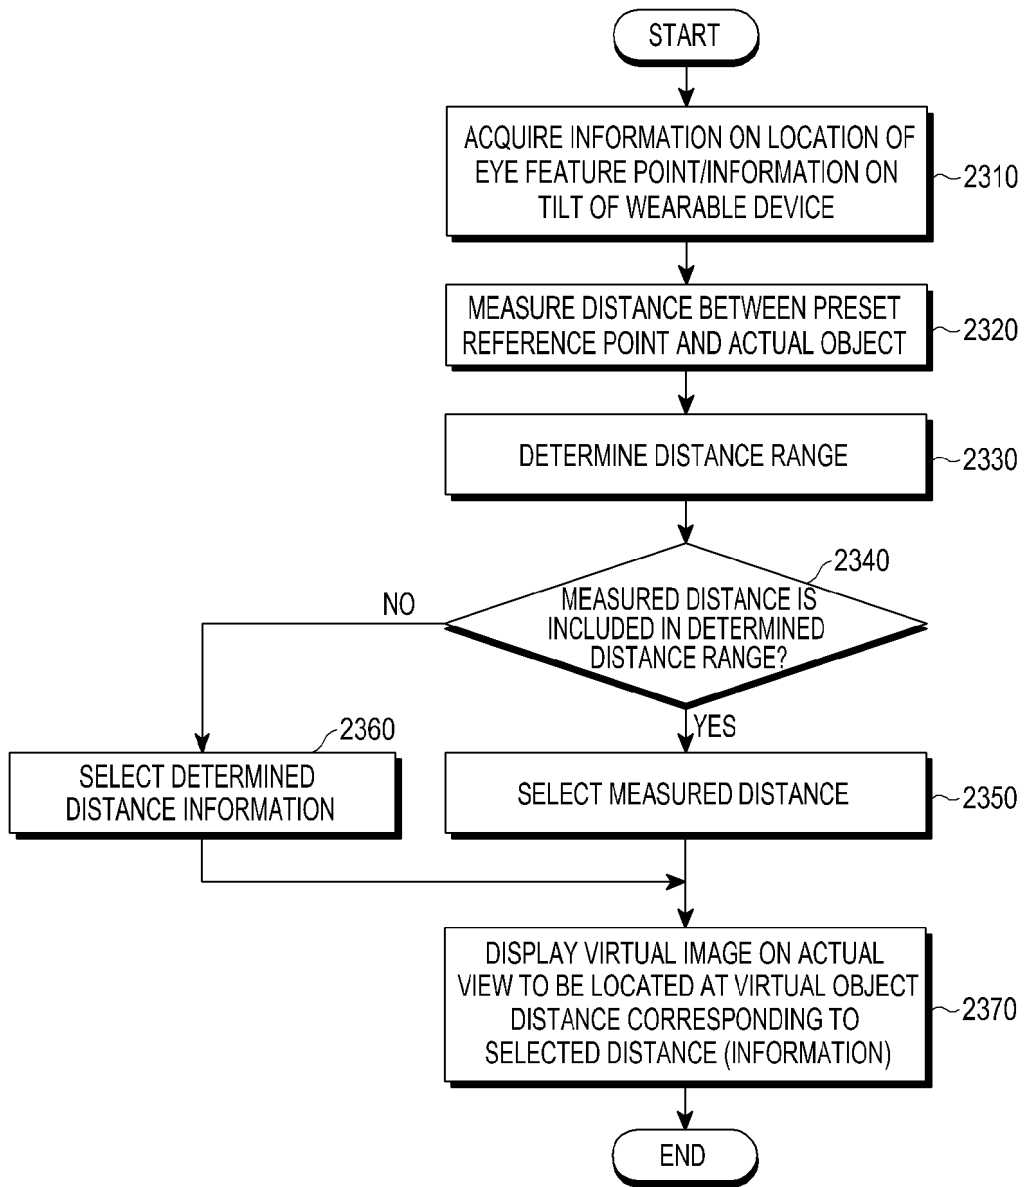 START
ACQUIRE INFORMATION ON LOCATION OF
EYE FEATURE POINT/INFORMATION ON
TILT OF WEARABLE DEVICE
2310
MEASURE DISTANCE BETWEEN PRESET
REFERENCE POINT AND ACTUAL OBJECT
2320
DETERMINE DISTANCE RANGE
2330
2340
MEASURED DISTANCE IS
INCLUDED IN DETERMINED
DISTANCE RANGE?
NO
YES
2360
SELECT DETERMINED
DISTANCE INFORMATION
SELECT MEASURED DISTANCE
2350
DISPLAY VIRTUAL IMAGE ON ACTUAL
VIEW TO BE LOCATED AT VIRTUAL OBJECT
DISTANCE CORRESPONDING TO
SELECTED DISTANCE (INFORMATION)
2370
END